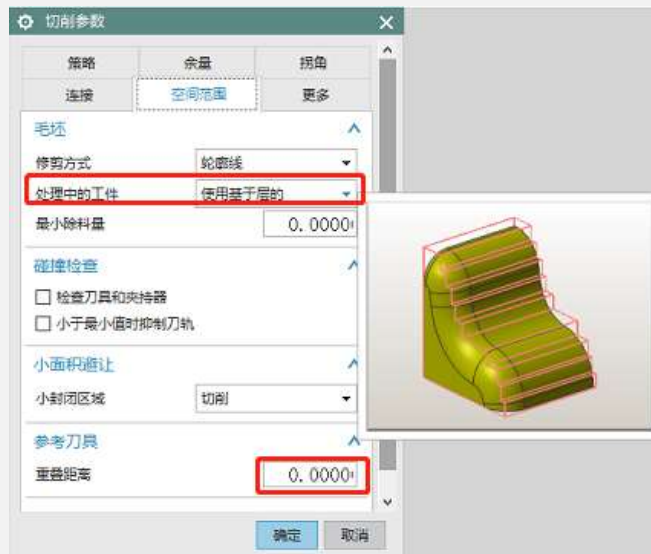 切削参数
策略 余量 拐角
连接 空间范围 更多
毛坯
修剪方式 轮廓线
处理中的工件 使用基于层的
最小除料量 0.0000
碰撞检查
检查刀具和夹持器
小于最小值时抑制刀轨
小面积避让
小封闭区域 切削
参考刀具
重叠距离 0.0000
确定 取消